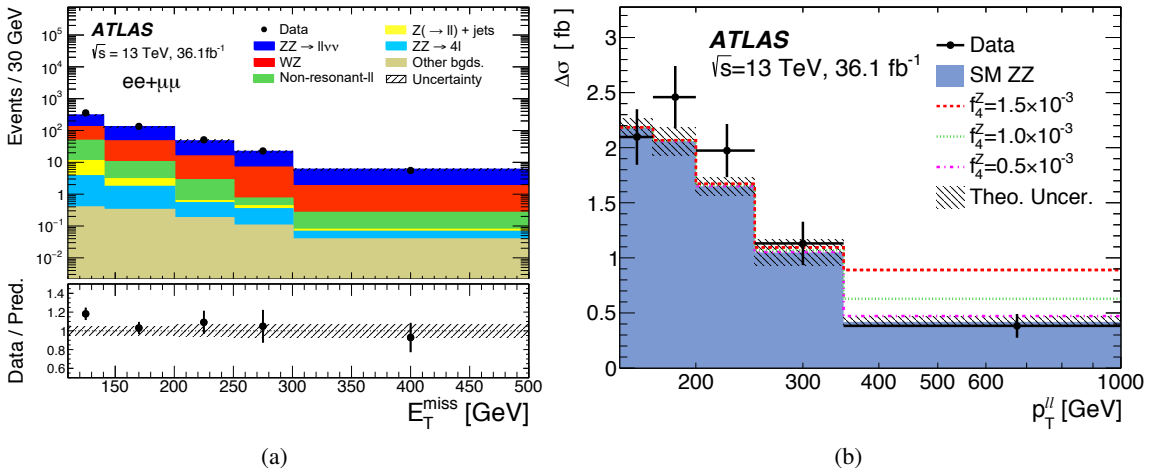 ATLAS
√s = 13 TeV, 36.1fb⁻¹
ee+μμ
Data
ZZ → llνν
WZ
Non-resonant-ll
Z( → ll) + jets
ZZ → 4l
Other bgds.
Uncertainty
Events / 30 GeV
10⁵
10⁴
10³
10²
10
1
10⁻¹
10⁻²
Data / Pred.
1.4
1.2
1
0.8
0.6
150 200 250 300 350 400 450 500
E_T^miss [GeV]
(a)
Δσ [ fb]
ATLAS
√s=13 TeV, 36.1 fb⁻¹
Data
SM ZZ
f₄^Z=1.5×10⁻³
f₄^Z=1.0×10⁻³
f₄^Z=0.5×10⁻³
Theo. Uncer.
3
2.5
2
1.5
1
0.5
0
200 300 400 500 600 1000
p_T^ll [GeV]
(b)